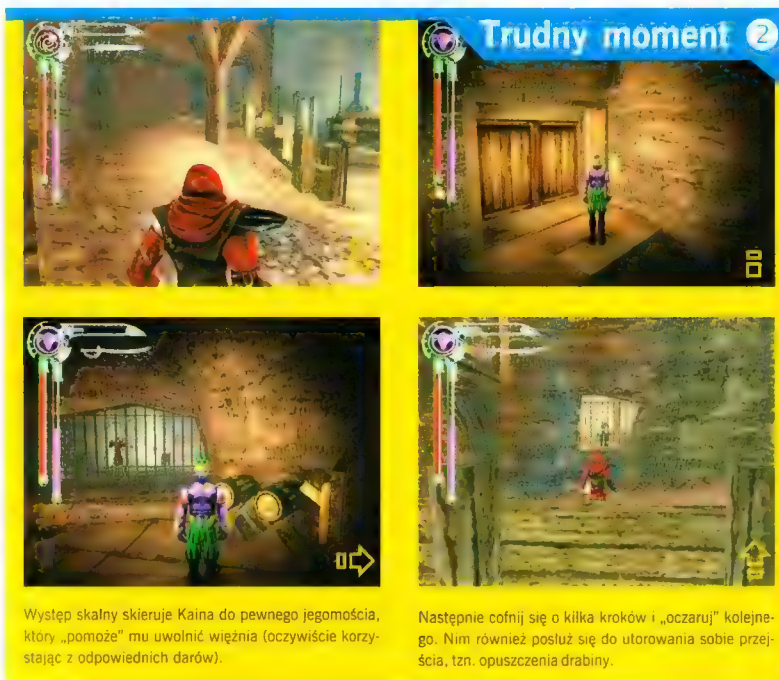 Trudny moment 2
Występ skalny skieruje Kaina do pewnego jegomościa,
który „pomoże" mu uwolnić więźnia (oczywiście korzy-
stając z odpowiednich darów).
Następnie cofnij się o kilka kroków i „oczaruj" kolejne-
go. Nim również posłuż się do utorowania sobie przej-
ścia, tzn. opuszczenia drabiny.